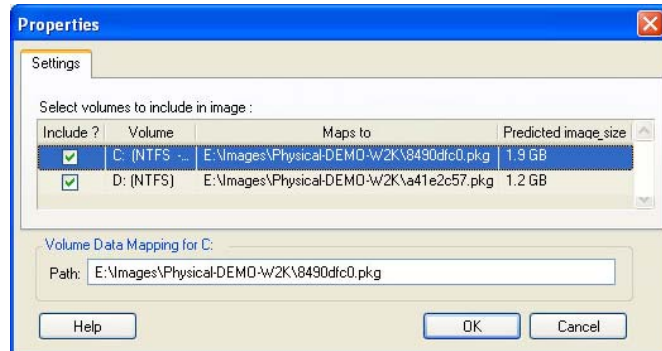 Properties
Settings
Select volumes to include in image :
Include ? Volume Maps to Predicted image_size
C: (NTFS -... E:\Images\Physical-DEMO-W2K\8490dfc0.pkg 1.9 GB
D: (NTFS) E:\Images\Physical-DEMO-W2K\a41e2c57.pkg 1.2 GB
Volume Data Mapping for C:
Path: E:\Images\Physical-DEMO-W2K\8490dfc0.pkg
Help OK Cancel